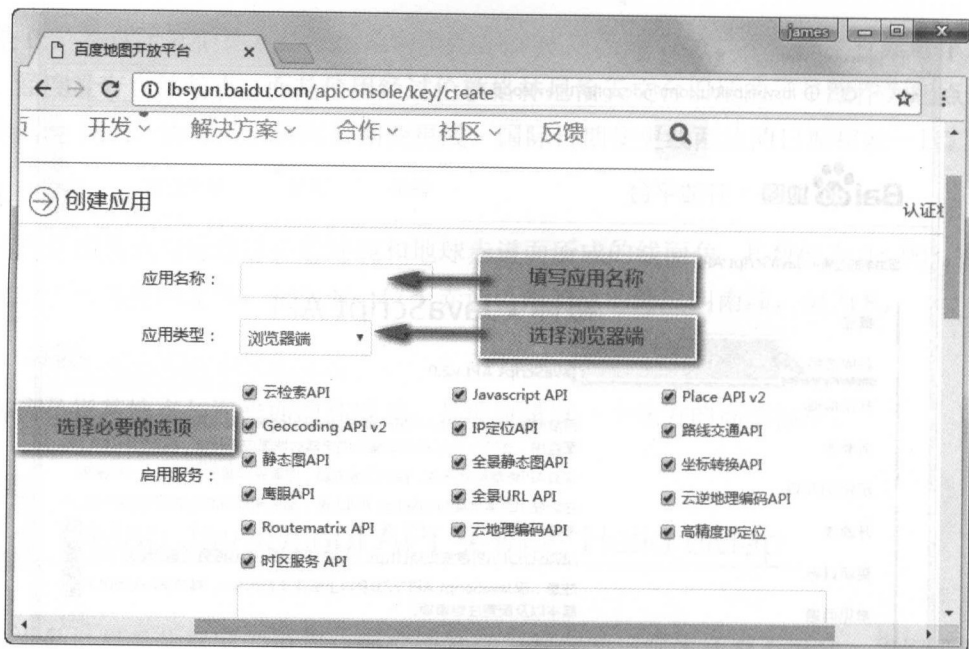 james
百度地图开放平台
lbsyun.baidu.com/apiconsole/key/create
开发 解决方案 合作 社区 反馈
创建应用
认证
应用名称：
填写应用名称
应用类型：
浏览器端
选择浏览器端
选择必要的选项
启用服务：
云检索API Javascript API Place API v2
Geocoding API v2 IP定位API 路线交通API
静态图API 全景静态图API 坐标转换API
鹰眼API 全景URL API 云逆地理编码API
Routematrix API 云地理编码API 高精度IP定位
时区服务 API